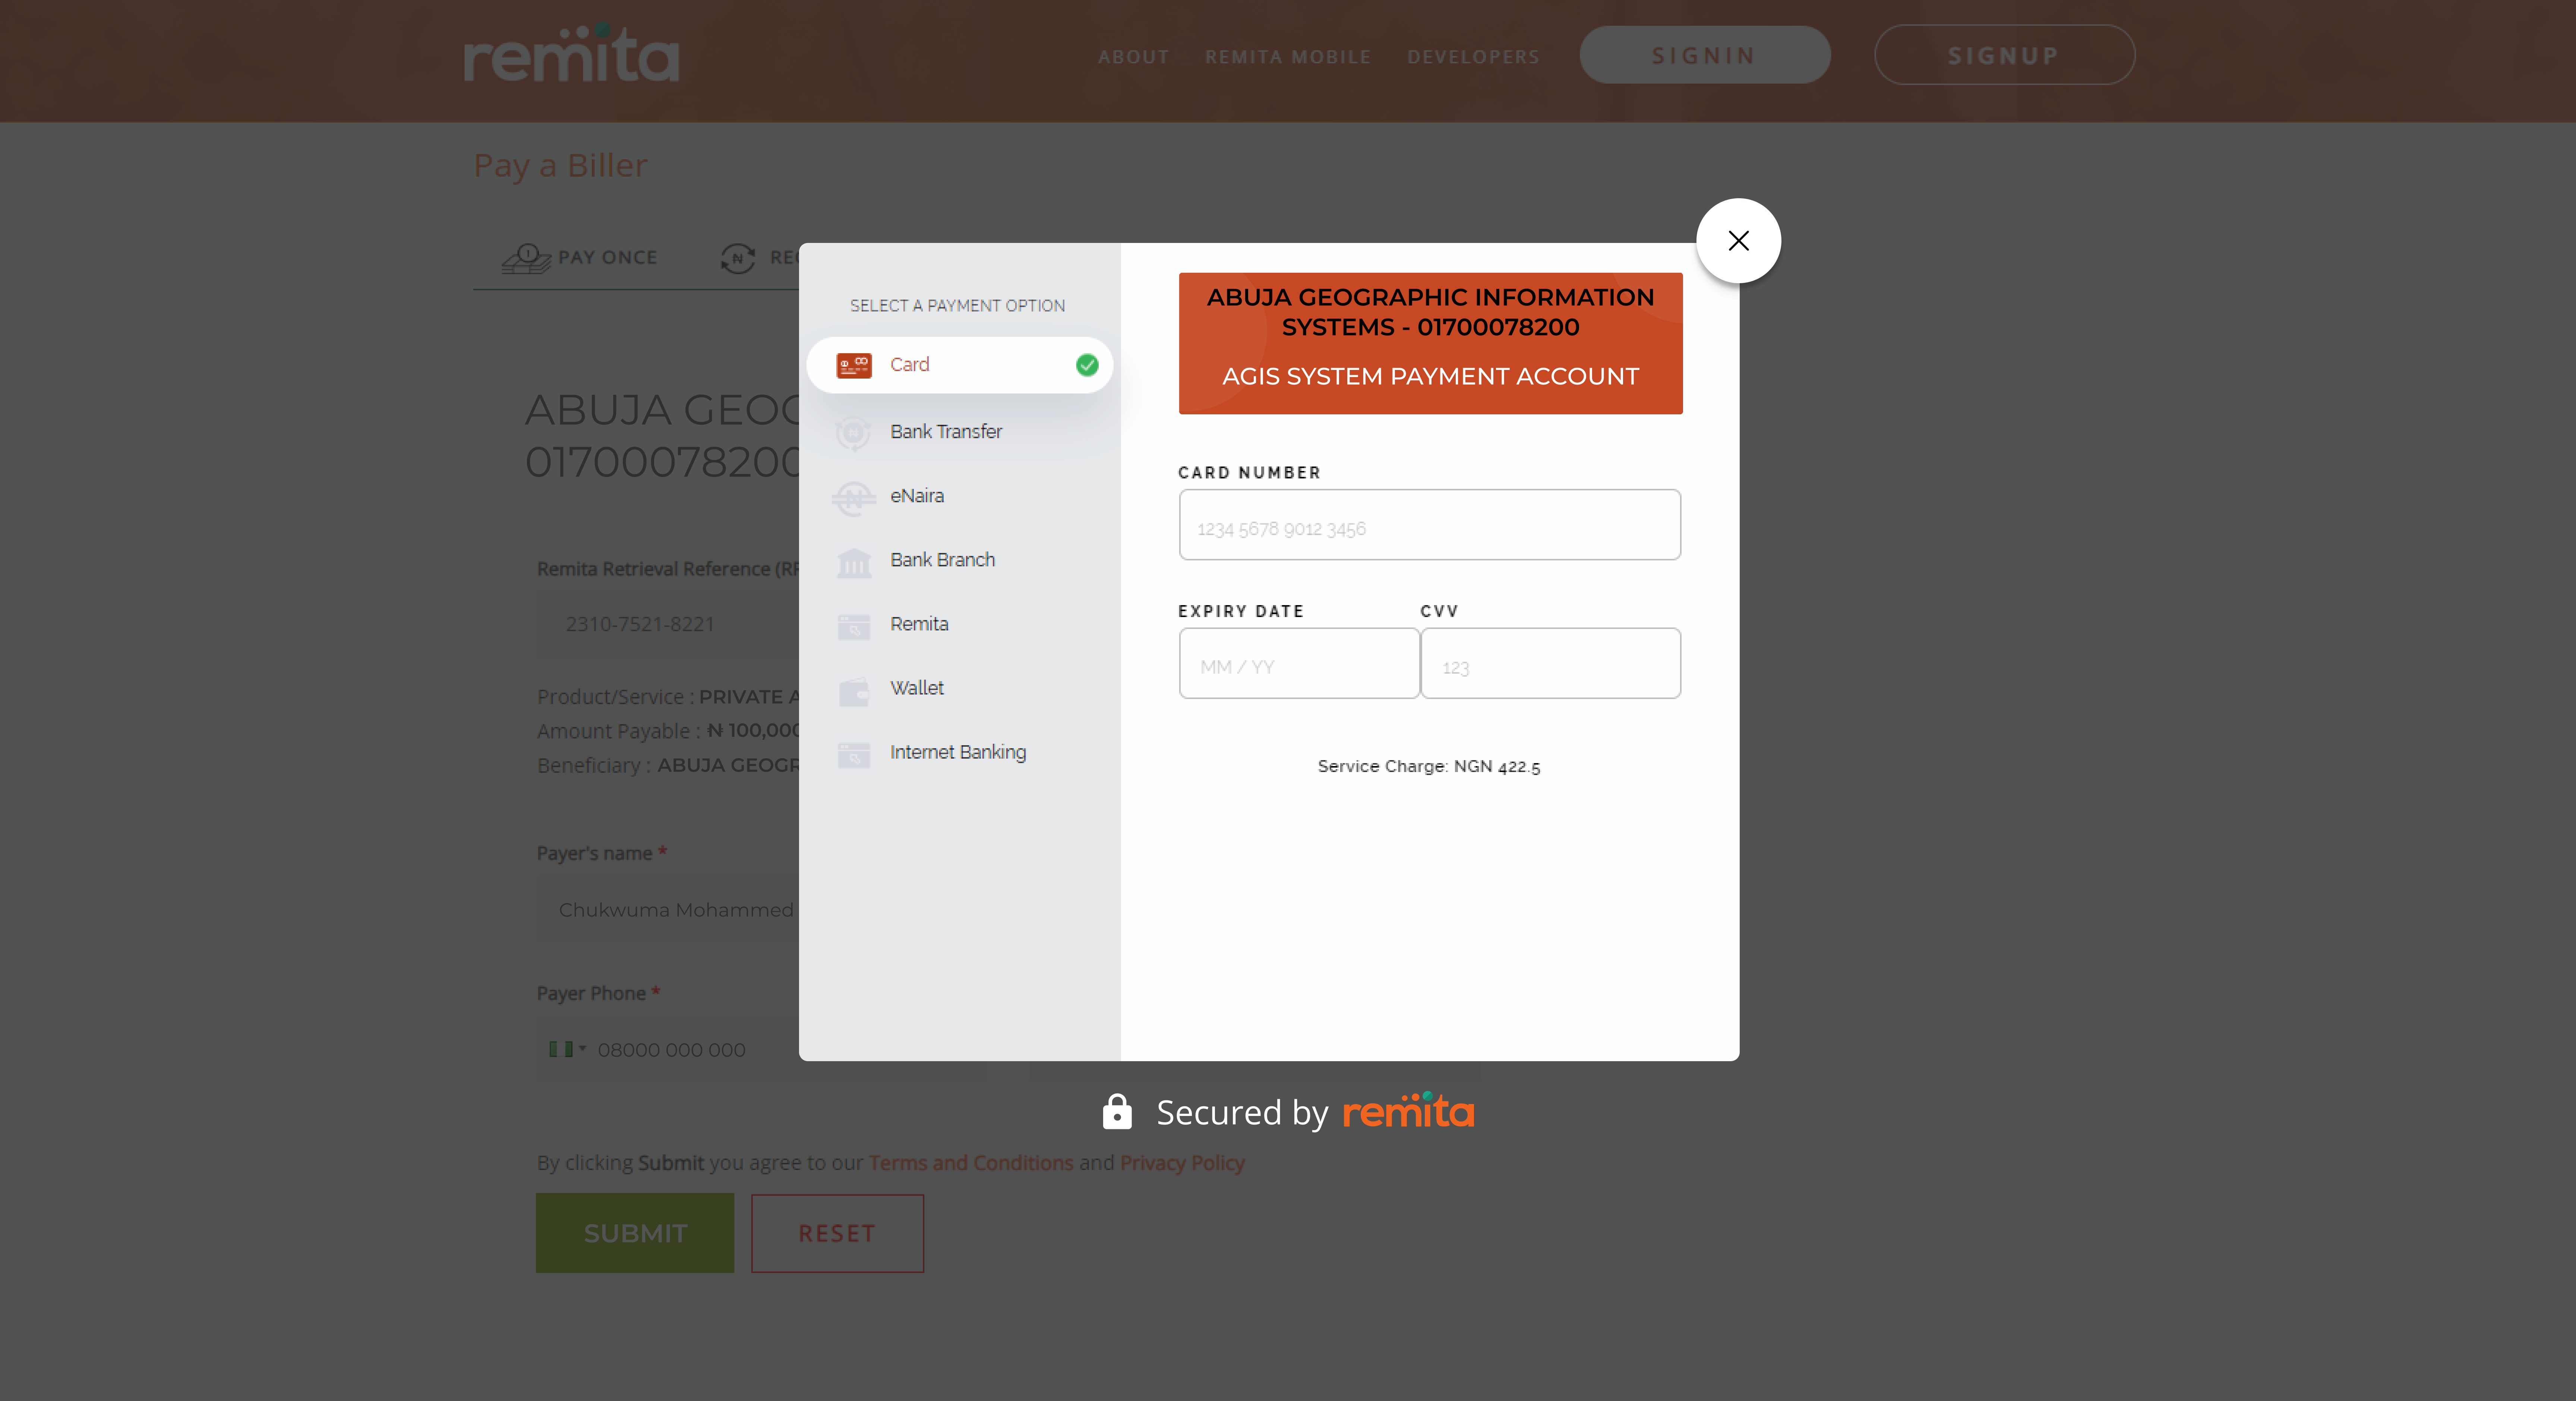 remita
ABOUT REMITA MOBILE DEVELOPERS SIGNIN SIGNUP
Pay a Biller
PAY ONCE
ABUJA
01700078200
Remita Retrieval Reference
2310-7521-8221
Product/Service : PRIVATE
Amount Payable : ₦ 100,000
Beneficiary : ABUJA
Payer's name *
Chukwuma Mohammed
Payer Phone *
08000 000 000
By clicking Submit you agree to our Terms and Conditions and Privacy Policy
SUBMIT RESET
SELECT A PAYMENT OPTION
Card
Bank Transfer
eNaira
Bank Branch
Remita
Wallet
Internet Banking
ABUJA GEOGRAPHIC INFORMATION
SYSTEMS - 01700078200
AGIS SYSTEM PAYMENT ACCOUNT
CARD NUMBER
1234 5678 9012 3456
EXPIRY DATE CVV
MM / YY 123
Service Charge: NGN 422.5
Secured by remita